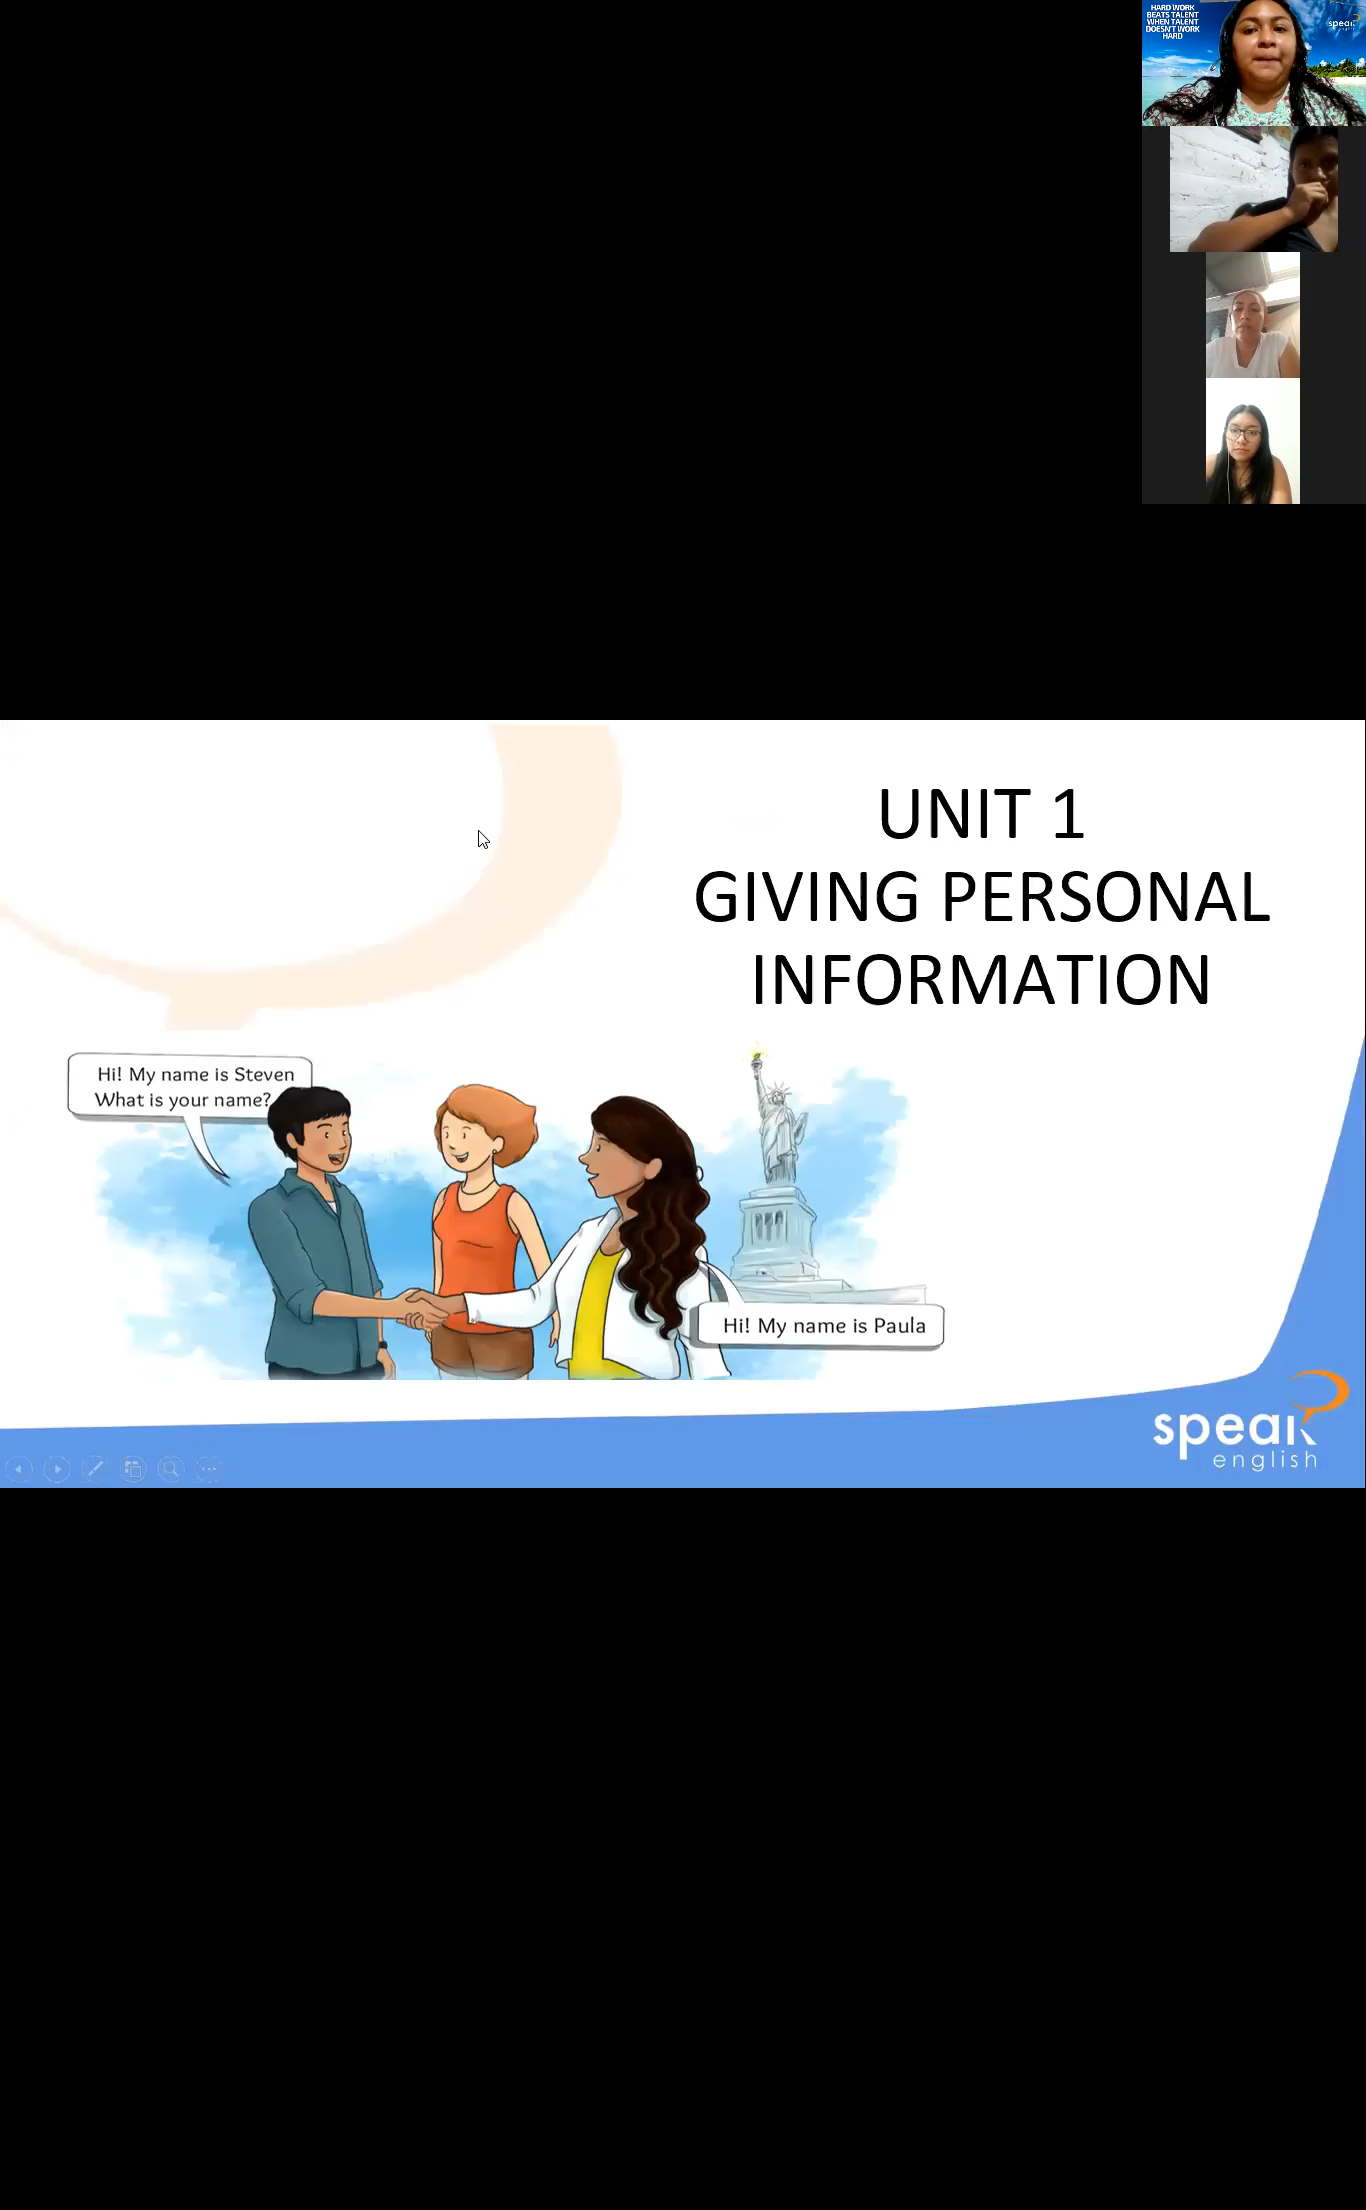 HARD WORK
BEATS TALENT
WHEN TALENT
DOESN'T WORK
HARD
speak
UNIT 1
GIVING PERSONAL
INFORMATION
Hi! My name is Steven
What is your name?
Hi! My name is Paula
speak
english